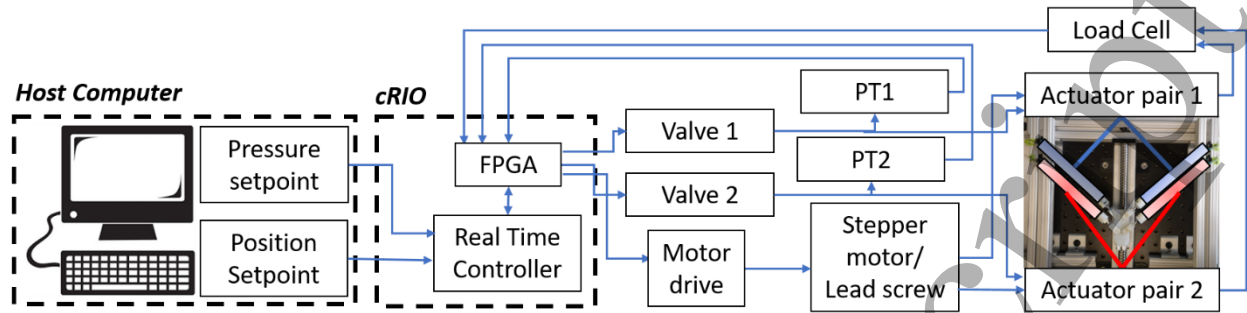 Host Computer
Pressure
setpoint
Position
Setpoint
cRIO
FPGA
Real Time
Controller
Valve 1
Valve 2
Motor
drive
PT1
PT2
Stepper
motor/
Lead screw
Load Cell
Actuator pair 1
Actuator pair 2